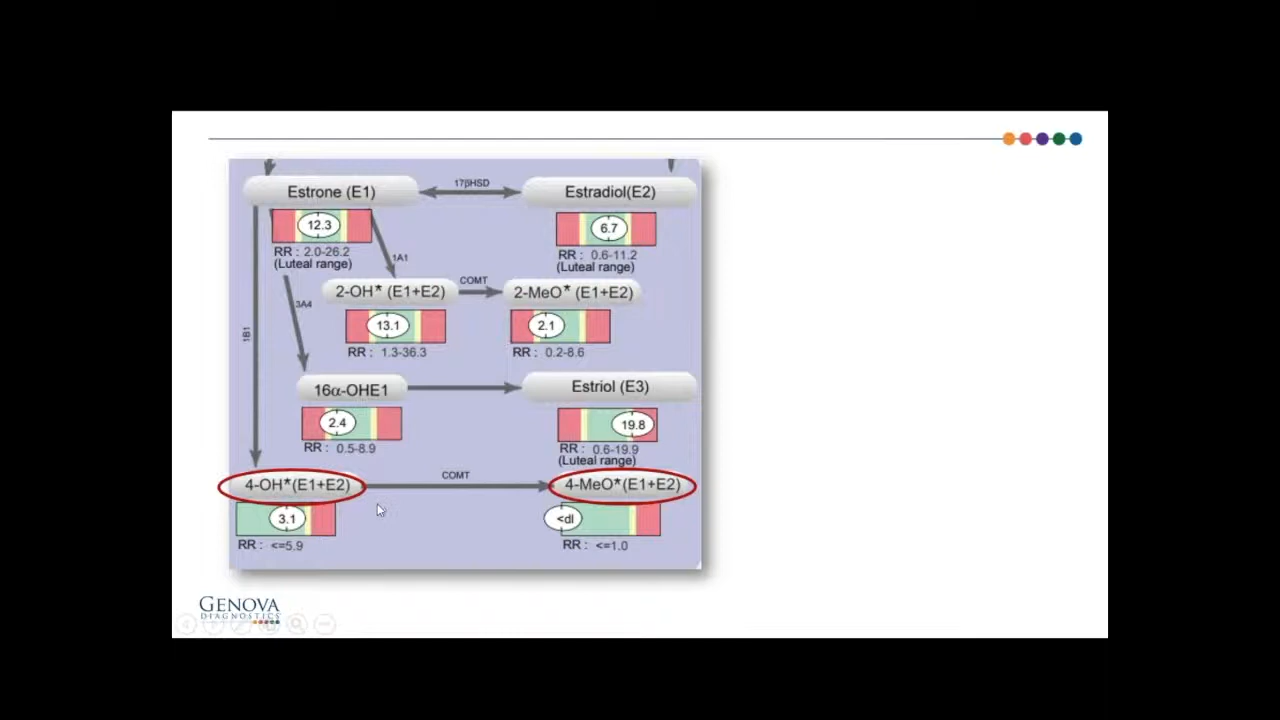 17βHSD
Estrone (E1)
Estradiol(E2)
12.3
6.7
RR : 2.0-26.2
(Luteal range)
RR : 0.6-11.2
(Luteal range)
1A1
COMT
2-OH* (E1+E2)
2-MeO* (E1+E2)
3A4
13.1
2.1
1B1
RR : 1.3-36.3
RR : 0.2-8.6
16α-OHE1
Estriol (E3)
2.4
19.8
RR : 0.5-8.9
RR : 0.6-19.9
(Luteal range)
COMT
4-OH*(E1+E2)
4-MeO*(E1+E2)
3.1
<dl
RR : <=5.9
RR : <=1.0
GENOVA
DIAGNOSTICS